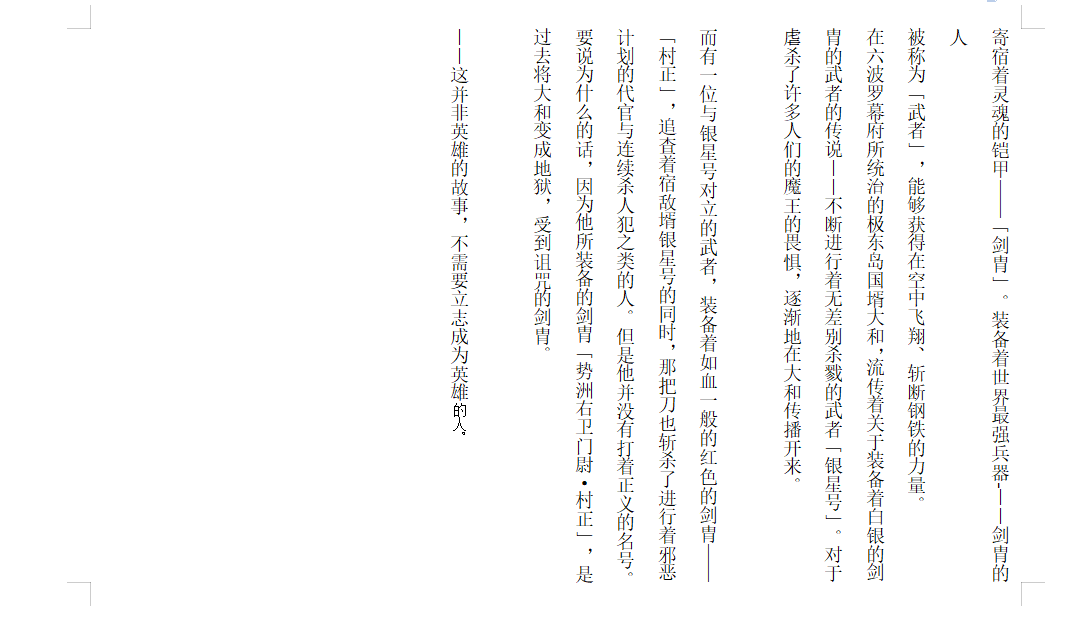 寄宿着灵魂的铠甲——「剑胄」。装备着世界最强兵器——剑胄的
人
被称为「武者」，能够获得在空中飞翔、斩断钢铁的力量。
在六波罗幕府所统治的极东岛国壻大和，流传着关于装备着白银的剑
胄的武者的传说——不断进行着无差别杀戮的武者「银星号」。对于
虐杀了许多人们的魔王的畏惧，逐渐地在大和传播开来。
而有一位与银星号对立的武者，装备着如血一般的红色的剑胄——
「村正」，追查着宿敌壻银星号的同时，那把刀也斩杀了进行着邪恶
计划的代官与连续杀人犯之类的人。但是他并没有打着正义的名号。
要说为什么的话，因为他所装备的剑胄「势洲右卫门尉•村正」，是
过去将大和变成地狱，受到诅咒的剑胄。
——这并非英雄的故事，不需要立志成为英雄的人。